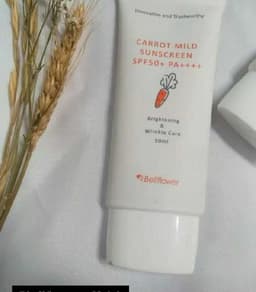 Innovative and Trustworthy
CARROT MILD
SUNSCREEN
SPF50+ PA++++
Brightening
&
Wrinkle Care
50ml
Bellflower